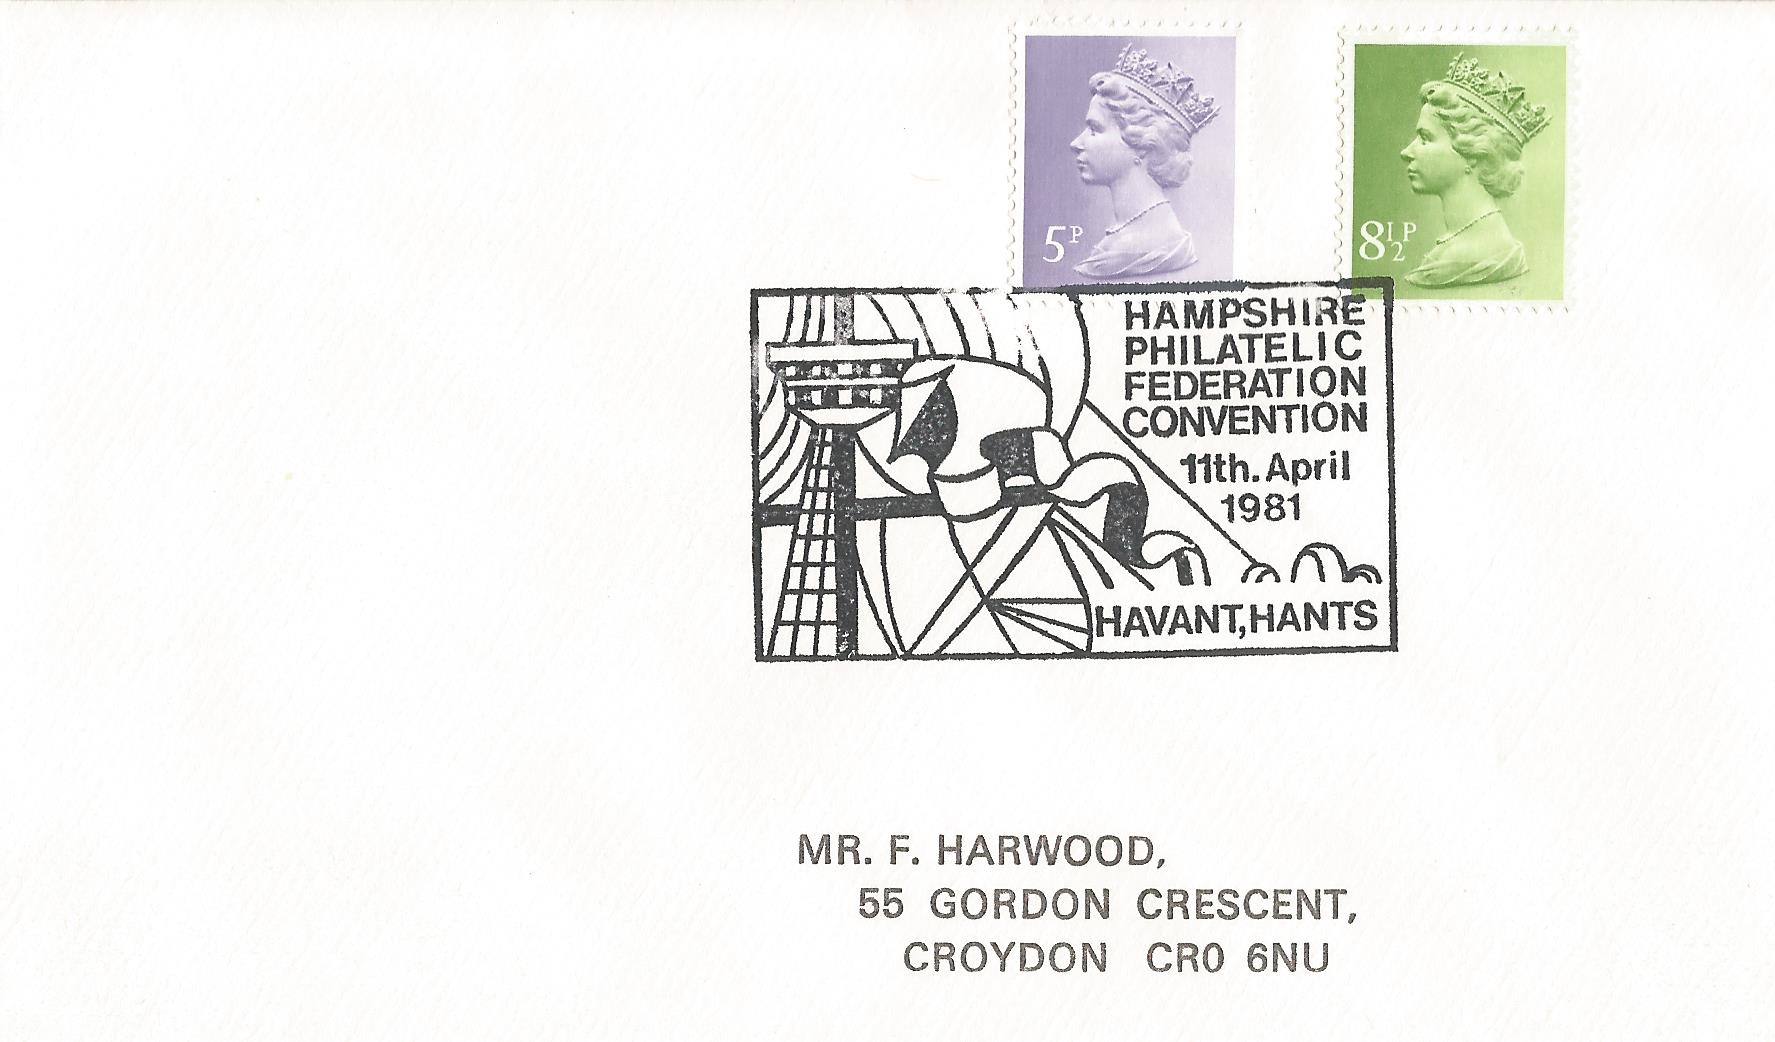 5P
8½P
HAMPSHIRE
PHILATELIC
FEDERATION
CONVENTION
11th. April
1981
HAVANT, HANTS
MR. F. HARWOOD,
55 GORDON CRESCENT,
CROYDON CR0 6NU